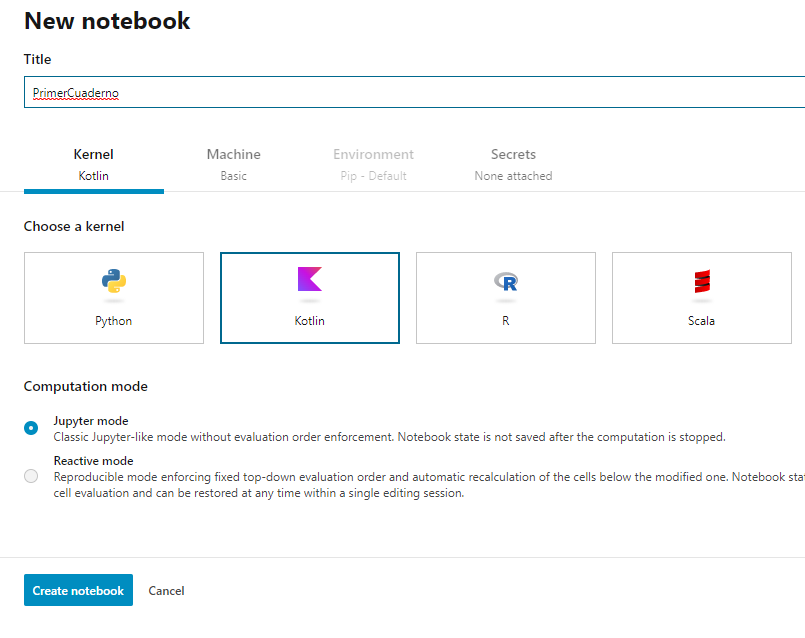 New notebook
Title
PrimerCuaderno
Kernel Machine Environment Secrets
Kotlin Basic Pip - Default None attached
Choose a kernel
Python Kotlin R Scala
Computation mode
Jupyter mode
Classic Jupyter-like mode without evaluation order enforcement. Notebook state is not saved after the computation is stopped.
Reactive mode
Reproducible mode enforcing fixed top-down evaluation order and automatic recalculation of the cells below the modified one. Notebook
cell evaluation and can be restored at any time within a single editing session.
Create notebook Cancel